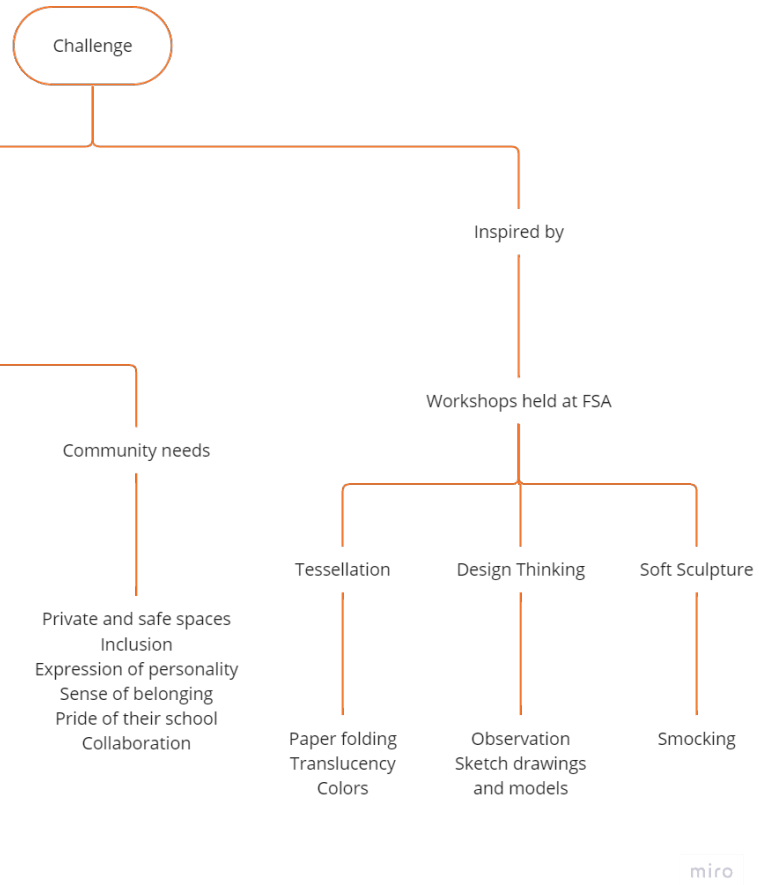 Challenge
Inspired by
Workshops held at FSA
Community needs
Private and safe spaces
Inclusion
Expression of personality
Sense of belonging
Pride of their school
Collaboration
Tessellation
Design Thinking
Soft Sculpture
Paper folding
Translucency
Colors
Observation
Sketch drawings
and models
Smocking
miro